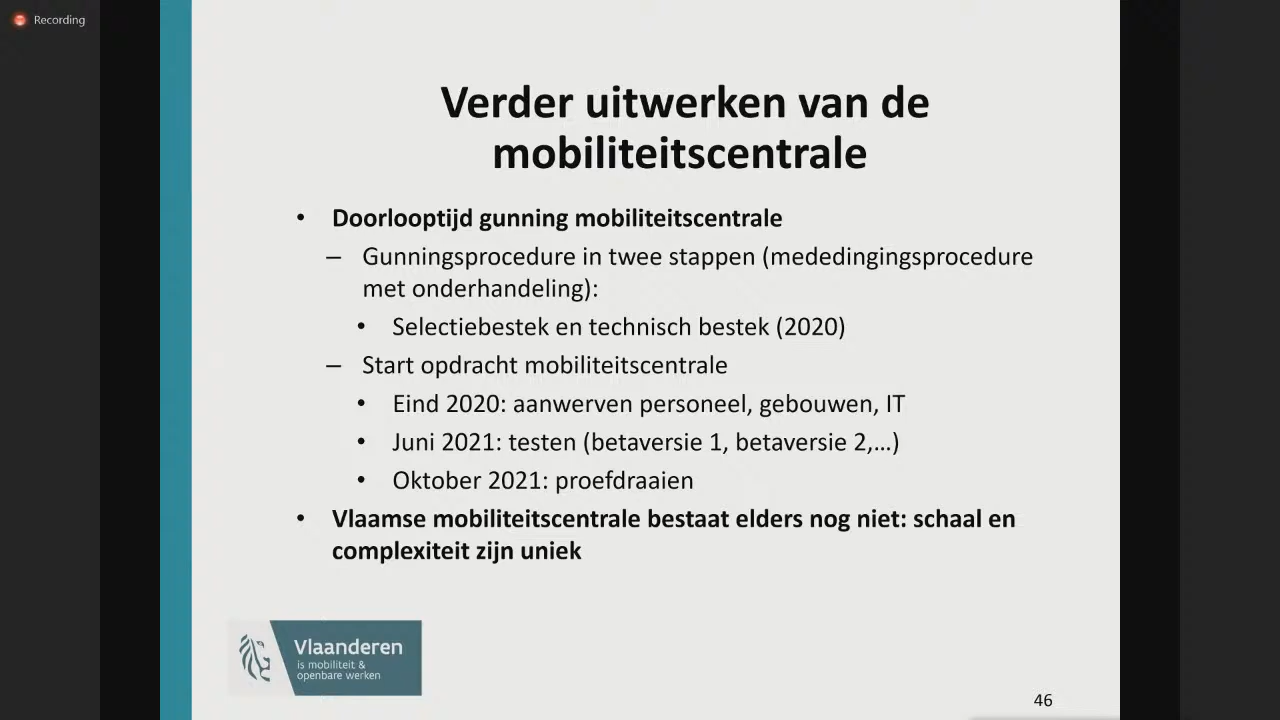 Recording
Verder uitwerken van de
mobiliteitscentrale
• Doorlooptijd gunning mobiliteitscentrale
– Gunningsprocedure in twee stappen (mededingingsprocedure
met onderhandeling):
• Selectiebestek en technisch bestek (2020)
– Start opdracht mobiliteitscentrale
• Eind 2020: aanwerven personeel, gebouwen, IT
• Juni 2021: testen (betaversie 1, betaversie 2,…)
• Oktober 2021: proefdraaien
• Vlaamse mobiliteitscentrale bestaat elders nog niet: schaal en
complexiteit zijn uniek
Vlaanderen
is mobiliteit &
openbare werken
46